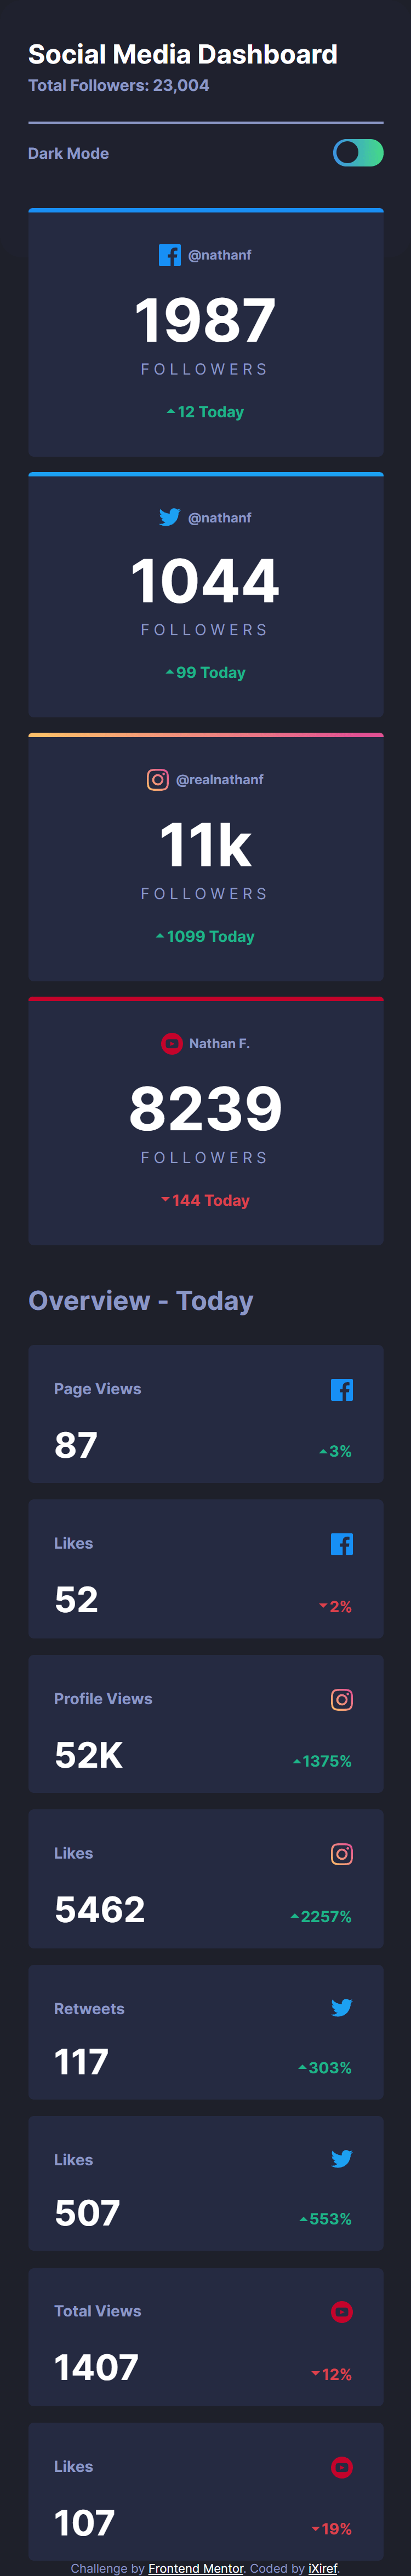 Social Media Dashboard
Total Followers: 23,004
Dark Mode
@nathanf
1987
FOLLOWERS
12 Today
@nathanf
1044
FOLLOWERS
99 Today
@realnathanf
11k
FOLLOWERS
1099 Today
Nathan F.
8239
FOLLOWERS
144 Today
Overview - Today
Page Views
87
3%
Likes
52
2%
Profile Views
52K
1375%
Likes
5462
2257%
Retweets
117
303%
Likes
507
553%
Total Views
1407
12%
Likes
107
19%
Challenge by Frontend Mentor. Coded by iXiref.